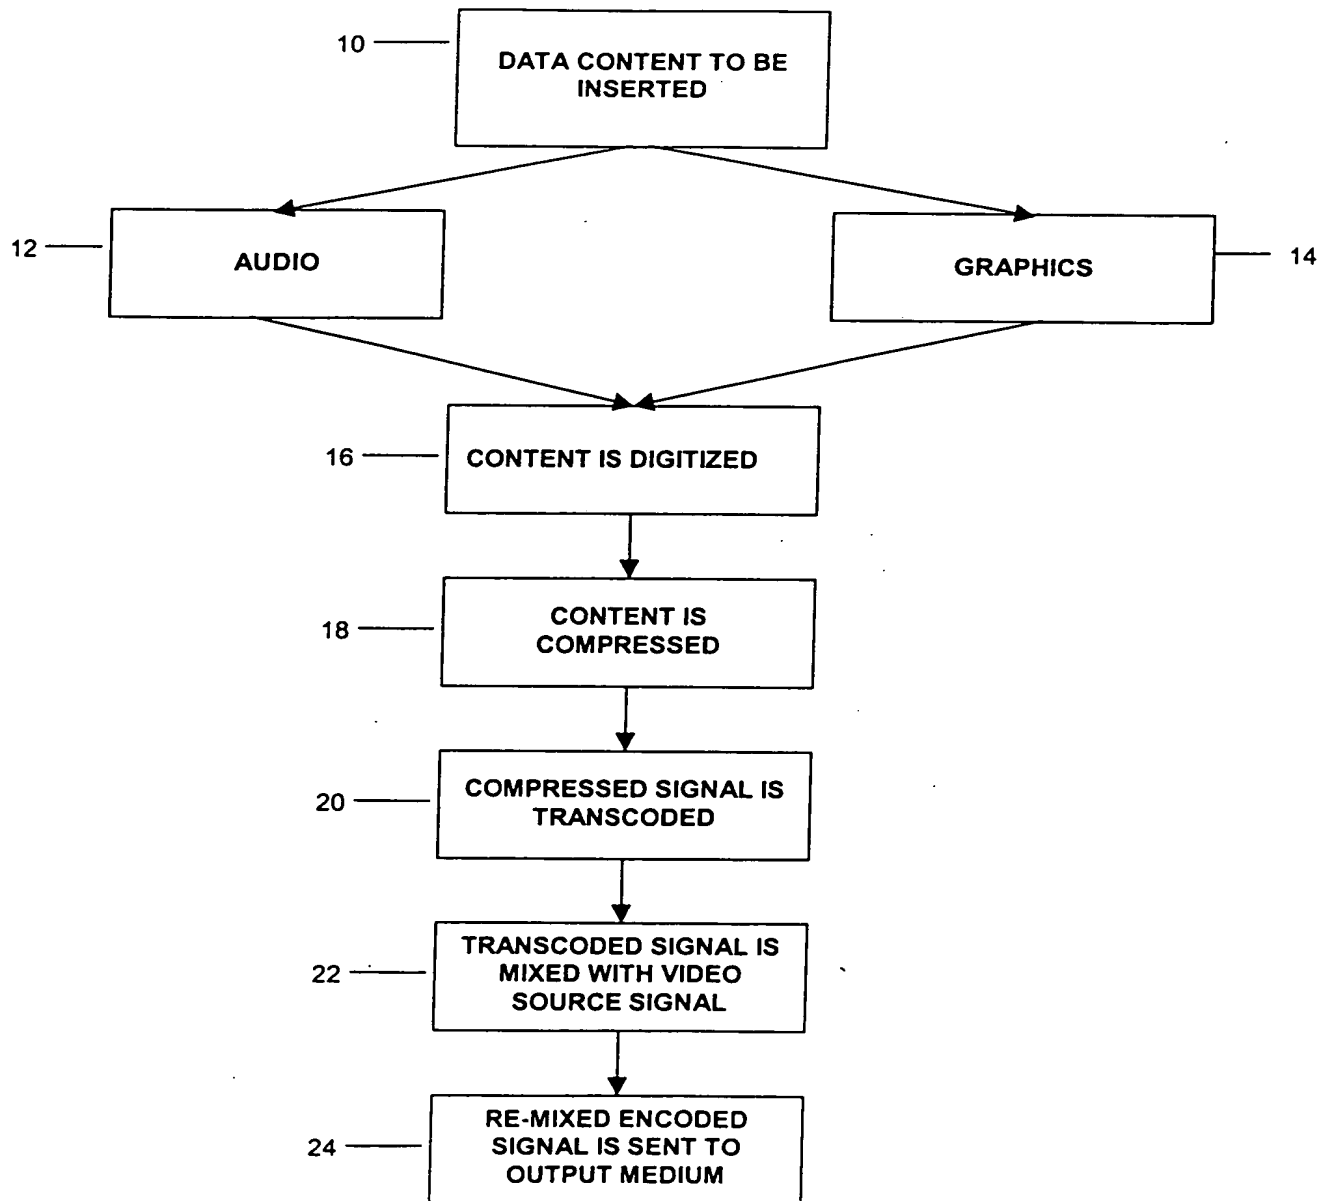 10
DATA CONTENT TO BE
INSERTED
12
AUDIO
GRAPHICS
14
16
CONTENT IS DIGITIZED
18
CONTENT IS
COMPRESSED
20
COMPRESSED SIGNAL IS
TRANSCODED
22
TRANSCODED SIGNAL IS
MIXED WITH VIDEO
SOURCE SIGNAL
24
RE-MIXED ENCODED
SIGNAL IS SENT TO
OUTPUT MEDIUM